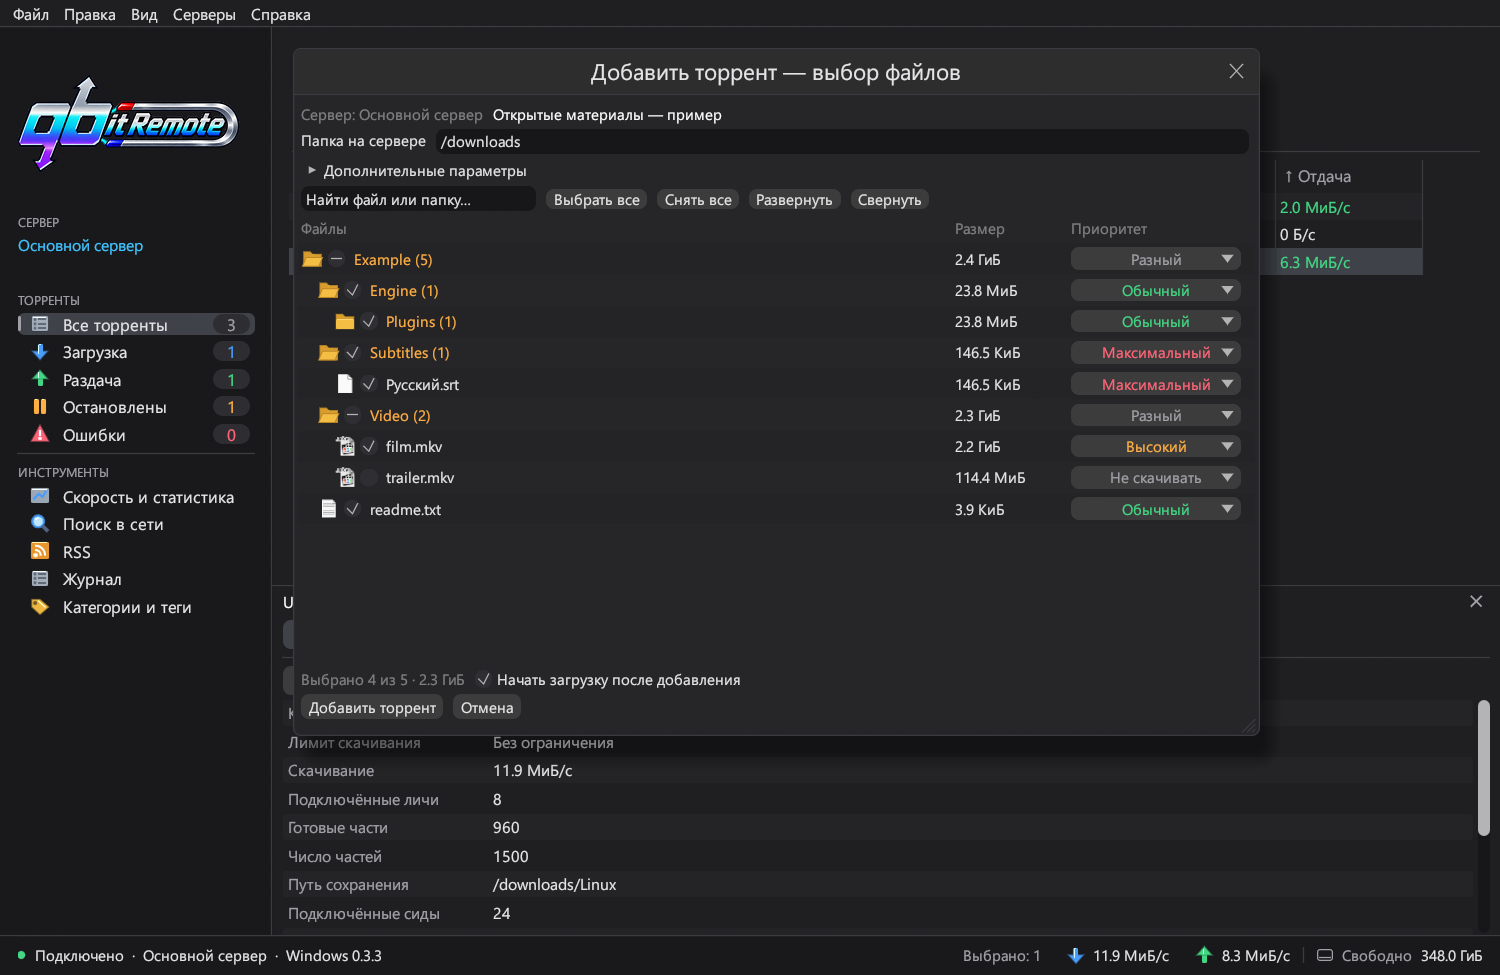 Файл Правка Вид Серверы Справка
qbitRemote
СЕРВЕР
Основной сервер
ТОРРЕНТЫ
Все торренты 3
Загрузка 1
Раздача 1
Остановлены 1
Ошибки 0
ИНСТРУМЕНТЫ
Скорость и статистика
Поиск в сети
RSS
Журнал
Категории и теги
Добавить торрент — выбор файлов
Сервер: Основной сервер Открытые материалы — пример
Папка на сервере /downloads
Дополнительные параметры
Найти файл или папку... Выбрать все Снять все Развернуть Свернуть
Файлы Размер Приоритет
Example (5) 2.4 ГиБ Разный
Engine (1) 23.8 МиБ Обычный
Plugins (1) 23.8 МиБ Обычный
Subtitles (1) 146.5 КиБ Максимальный
Русский.srt 146.5 КиБ Максимальный
Video (2) 2.3 ГиБ Разный
film.mkv 2.2 ГиБ Высокий
trailer.mkv 114.4 МиБ Не скачивать
readme.txt 3.9 КиБ Обычный
Выбрано 4 из 5 · 2.3 ГиБ Начать загрузку после добавления
Добавить торрент Отмена
↑ Отдача
2.0 МиБ/с
0 Б/с
6.3 МиБ/с
Лимит скачивания Без ограничения
Скачивание 11.9 МиБ/с
Подключённые личи 8
Готовые части 960
Число частей 1500
Путь сохранения /downloads/Linux
Подключённые сиды 24
Подключено · Основной сервер · Windows 0.3.3 Выбрано: 1 11.9 МиБ/с 8.3 МиБ/с Свободно 348.0 ГиБ